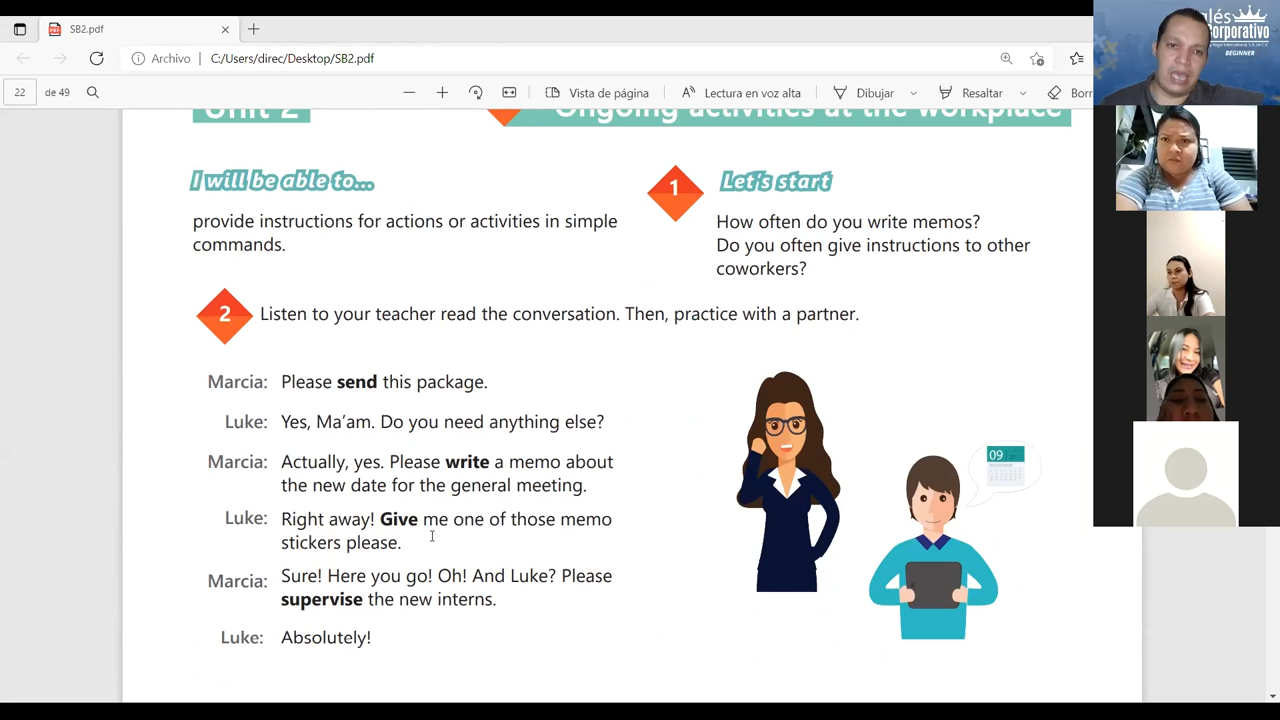 SB2.pdf
Archivo C:/Users/direc/Desktop/SB2.pdf
22 de 49 Vista de página Lectura en voz alta Dibujar Resaltar Borr
glés
Corporativo
BEGINNER
Unit 2 Ongoing activities at the workplace
I will be able to...
provide instructions for actions or activities in simple
commands.
1 Let's start
How often do you write memos?
Do you often give instructions to other
coworkers?
2 Listen to your teacher read the conversation. Then, practice with a partner.
Marcia: Please send this package.
Luke: Yes, Ma'am. Do you need anything else?
Marcia: Actually, yes. Please write a memo about
the new date for the general meeting.
Luke: Right away! Give me one of those memo
stickers please.
Marcia: Sure! Here you go! Oh! And Luke? Please
supervise the new interns.
Luke: Absolutely!
09